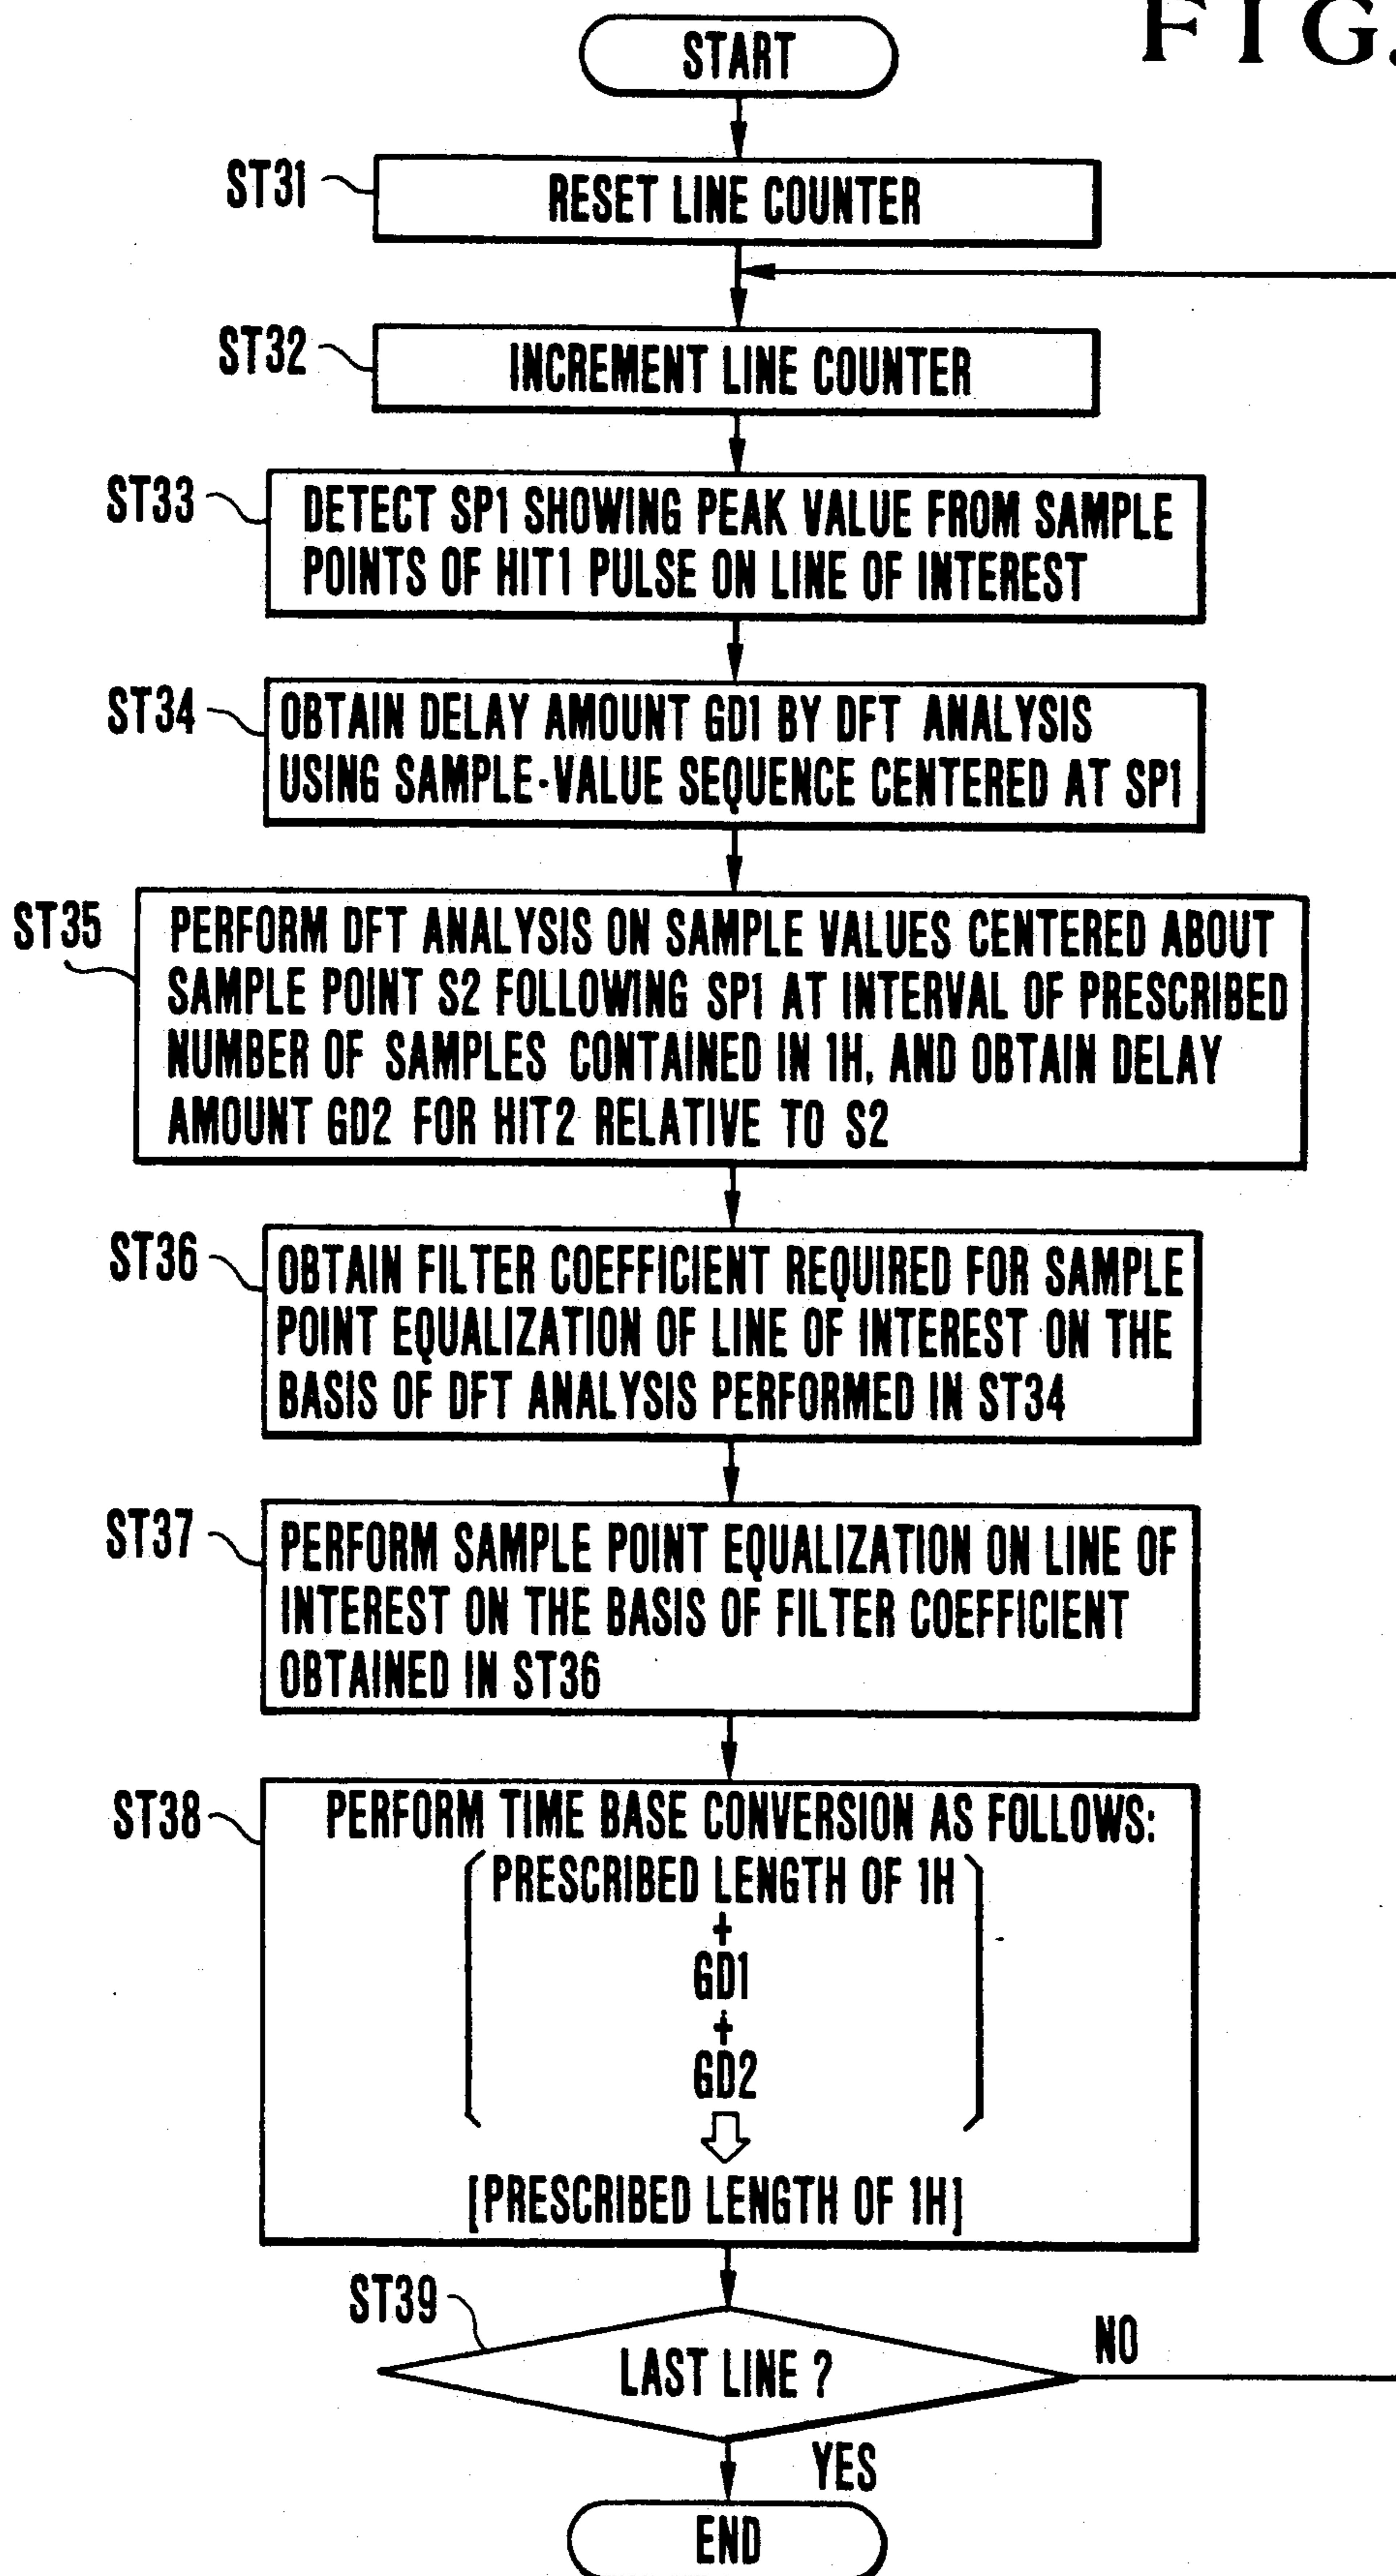 FIG.
START
ST31
RESET LINE COUNTER
ST32
INCREMENT LINE COUNTER
ST33
DETECT SP1 SHOWING PEAK VALUE FROM SAMPLE
POINTS OF HIT1 PULSE ON LINE OF INTEREST
ST34
OBTAIN DELAY AMOUNT GD1 BY DFT ANALYSIS
USING SAMPLE-VALUE SEQUENCE CENTERED AT SP1
ST35
PERFORM DFT ANALYSIS ON SAMPLE VALUES CENTERED ABOUT
SAMPLE POINT S2 FOLLOWING SP1 AT INTERVAL OF PRESCRIBED
NUMBER OF SAMPLES CONTAINED IN 1H, AND OBTAIN DELAY
AMOUNT GD2 FOR HIT2 RELATIVE TO S2
ST36
OBTAIN FILTER COEFFICIENT REQUIRED FOR SAMPLE
POINT EQUALIZATION OF LINE OF INTEREST ON THE
BASIS OF DFT ANALYSIS PERFORMED IN ST34
ST37
PERFORM SAMPLE POINT EQUALIZATION ON LINE OF
INTEREST ON THE BASIS OF FILTER COEFFICIENT
OBTAINED IN ST36
ST38
PERFORM TIME BASE CONVERSION AS FOLLOWS:
PRESCRIBED LENGTH OF 1H
+
GD1
+
GD2
[PRESCRIBED LENGTH OF 1H]
ST39
LAST LINE ?
NO
YES
END